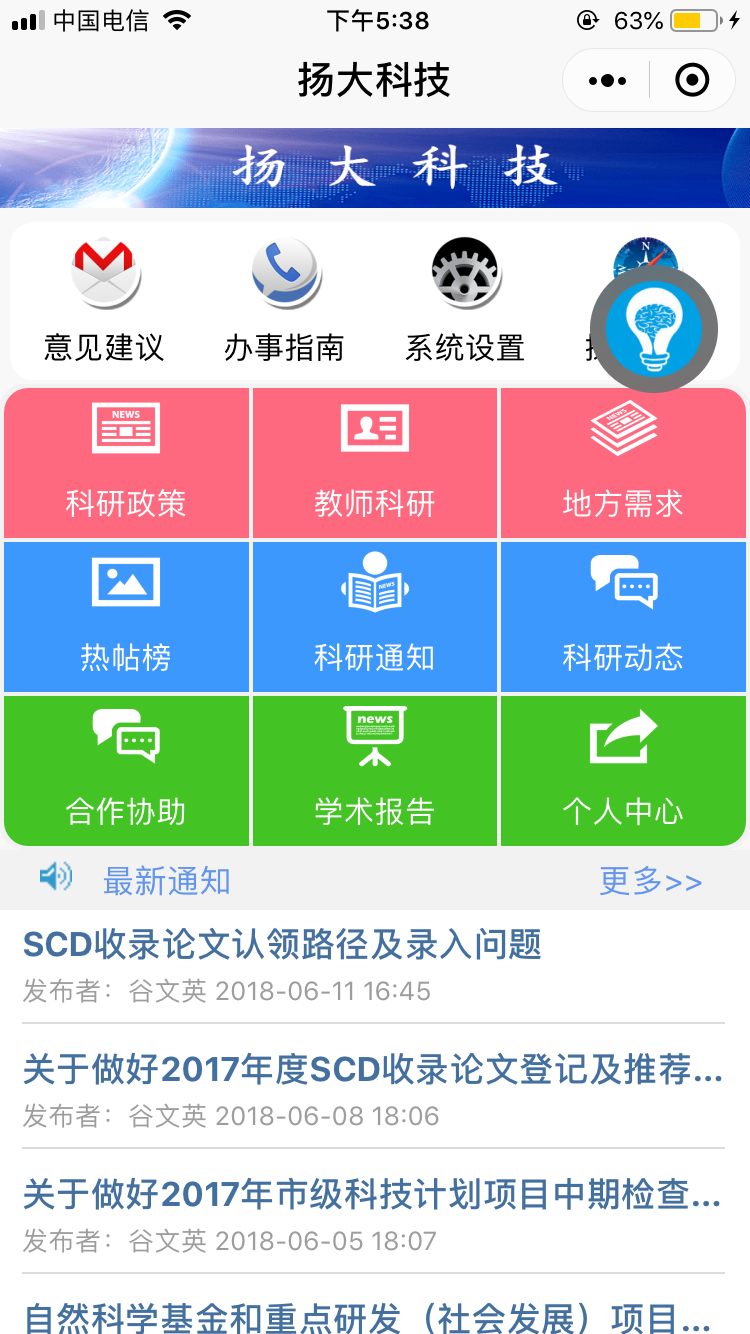 中国电信 下午5:38 63%
扬大科技
扬大科技
意见建议 办事指南 系统设置
NEWS NEWS
科研政策 教师科研 地方需求
NEWS
热帖榜 科研通知 科研动态
news
合作协助 学术报告 个人中心
最新通知 更多>>
SCD收录论文认领路径及录入问题
发布者：谷文英 2018-06-11 16:45
关于做好2017年度SCD收录论文登记及推荐...
发布者：谷文英 2018-06-08 18:06
关于做好2017年市级科技计划项目中期检查...
发布者：谷文英 2018-06-05 18:07
自然科学基金和重点研发（社会发展）项目...